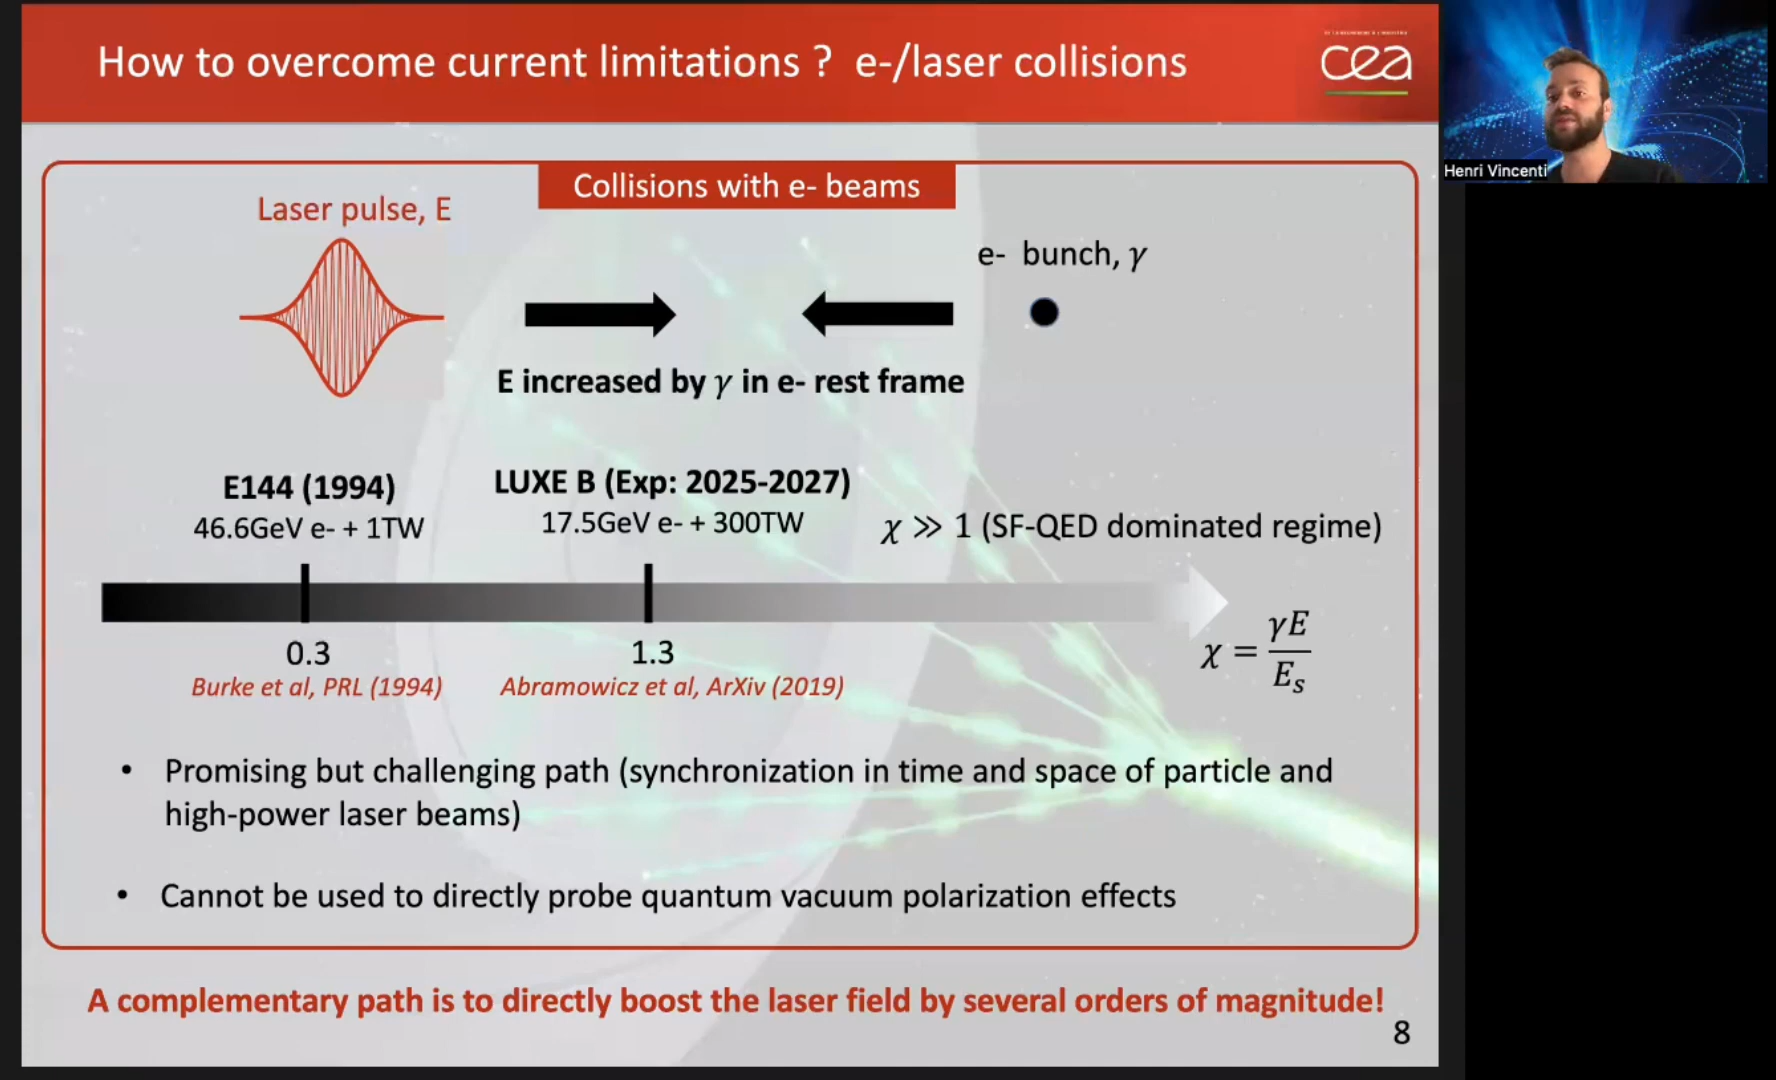 How to overcome current limitations ? e-/laser collisions
cea
Henri Vincenti
Collisions with e- beams
Laser pulse, E
e- bunch, γ
E increased by γ in e- rest frame
E144 (1994)
46.6GeV e- + 1TW
LUXE B (Exp: 2025-2027)
17.5GeV e- + 300TW
χ ≫ 1 (SF-QED dominated regime)
0.3
Burke et al, PRL (1994)
1.3
Abramowicz et al, ArXiv (2019)
χ = γE / Es
• Promising but challenging path (synchronization in time and space of particle and
high-power laser beams)
• Cannot be used to directly probe quantum vacuum polarization effects
A complementary path is to directly boost the laser field by several orders of magnitude!
8